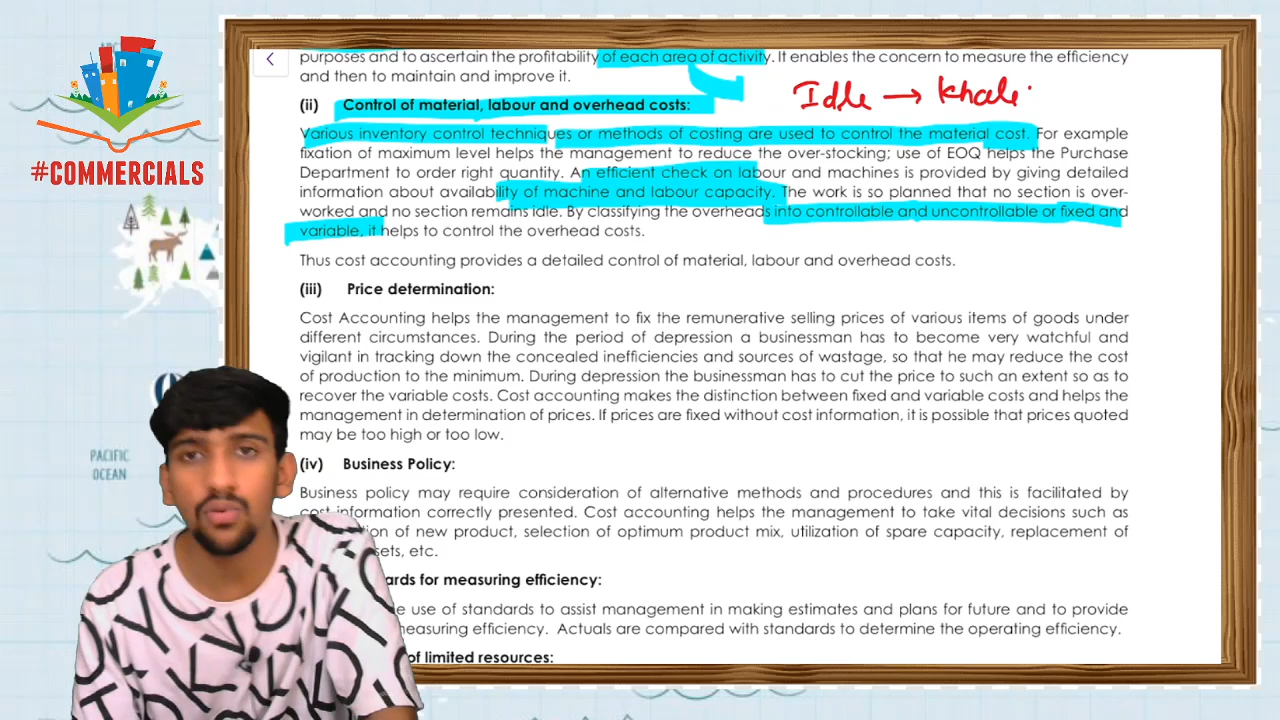 #COMMERCIALS
purposes and to ascertain the profitability of each area of activity. It enables the concern to measure the efficiency
and then to maintain and improve it.
Idle → Khali
(ii) Control of material, labour and overhead costs:
Various inventory control techniques or methods of costing are used to control the material cost. For example
fixation of maximum level helps the management to reduce the over-stocking; use of EOQ helps the Purchase
Department to order right quantity. An efficient check on labour and machines is provided by giving detailed
information about availability of machine and labour capacity. The work is so planned that no section is over-
worked and no section remains idle. By classifying the overheads into controllable and uncontrollable or fixed and
variable, it helps to control the overhead costs.
Thus cost accounting provides a detailed control of material, labour and overhead costs.
(iii) Price determination:
Cost Accounting helps the management to fix the remunerative selling prices of various items of goods under
different circumstances. During the period of depression a businessman has to become very watchful and
vigilant in tracking down the concealed inefficiencies and sources of wastage, so that he may reduce the cost
of production to the minimum. During depression the businessman has to cut the price to such an extent so as to
recover the variable costs. Cost accounting makes the distinction between fixed and variable costs and helps the
management in determination of prices. If prices are fixed without cost information, it is possible that prices quoted
may be too high or too low.
PACIFIC
OCEAN
(iv) Business Policy:
Business policy may require consideration of alternative methods and procedures and this is facilitated by
cost information correctly presented. Cost accounting helps the management to take vital decisions such as
of new product, selection of optimum product mix, utilization of spare capacity, replacement of
etc.
for measuring efficiency:
use of standards to assist management in making estimates and plans for future and to provide
measuring efficiency. Actuals are compared with standards to determine the operating efficiency.
of limited resources: